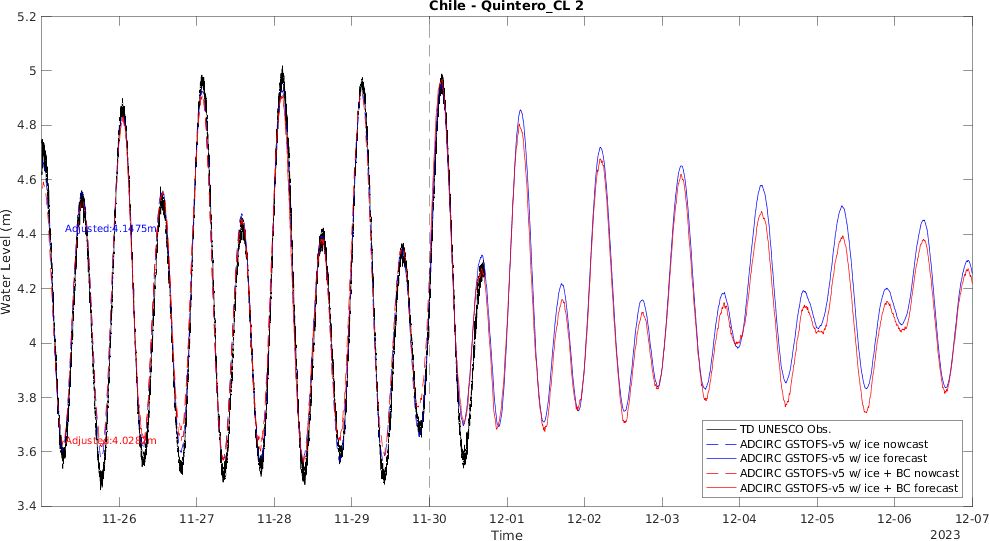 Chile - Quintero_CL 2
5.2
5
4.8
4.6
4.4
4.2
4
3.8
3.6
3.4
Water Level (m)
Adjusted:4.1475m
TD UNESCO Obs.
ADCIRC GSTOFS-v5 w/ ice nowcast
ADCIRC GSTOFS-v5 w/ ice forecast
ADCIRC GSTOFS-v5 w/ ice + BC nowcast
ADCIRC GSTOFS-v5 w/ ice + BC forecast
11-26 11-27 11-28 11-29 11-30 12-01 12-02 12-03 12-04 12-05 12-06 12-07
Time
2023